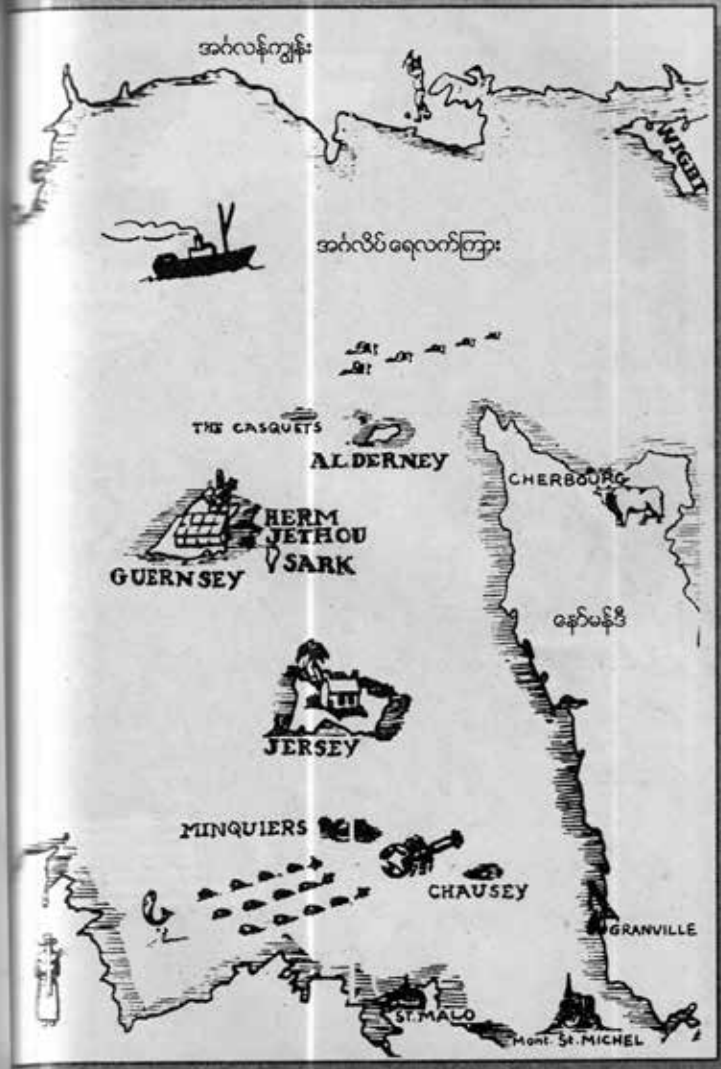 အင်္ဂလန်ကျွန်း
WIGHT
အင်္ဂလိပ် ရေလက်ကြား
THE CASQUETS
ALDERNEY
CHERBOURG
HERM
JETHOU
SARK
GUERNSEY
နော်မန်ဒီ
JERSEY
MINQUIERS
CHAUSEY
GRANVILLE
ST. MALO
Mont. St. MICHEL